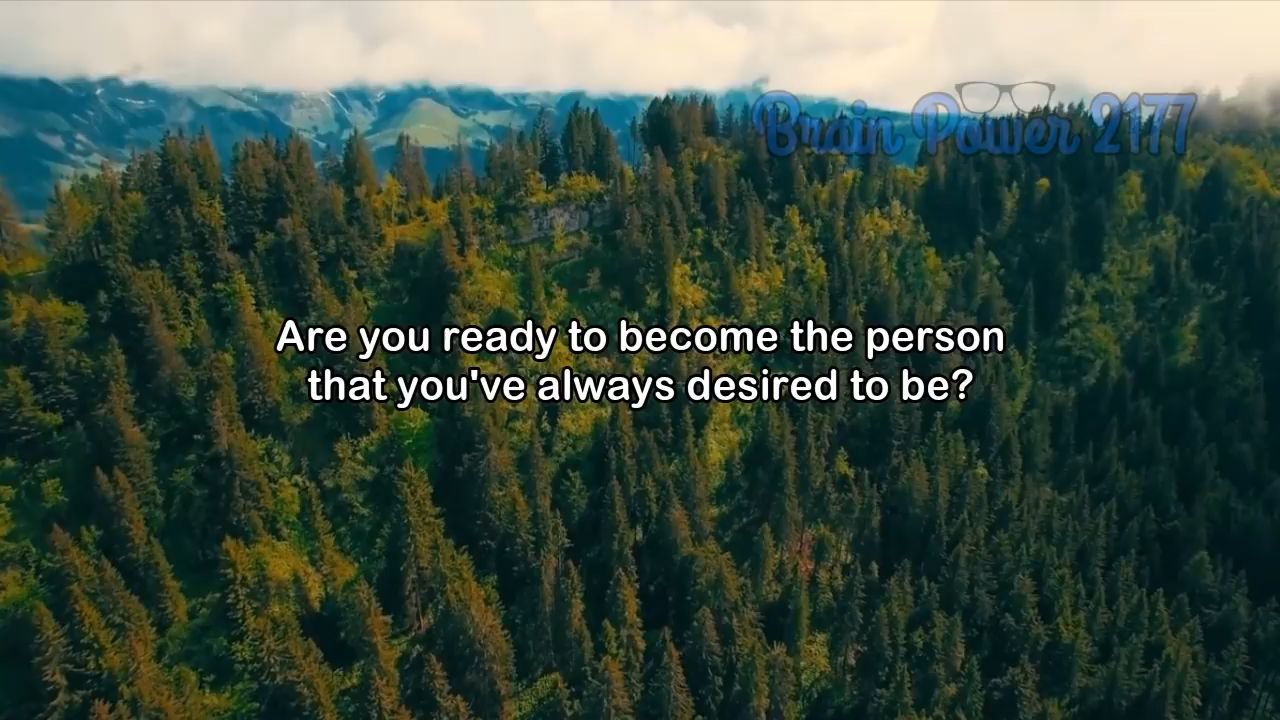 Brain Power 2177
Are you ready to become the person
that you've always desired to be?